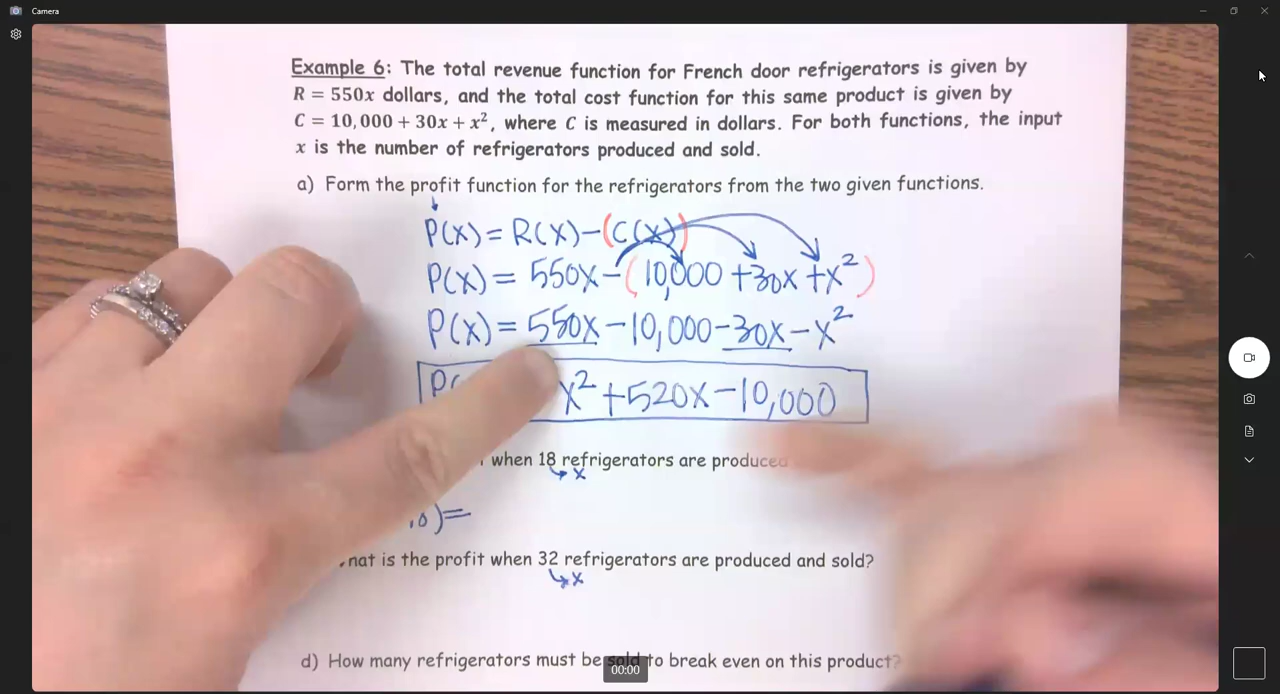 Camera
Example 6: The total revenue function for French door refrigerators is given by
R = 550x dollars, and the total cost function for this same product is given by
C = 10,000 + 30x + x², where C is measured in dollars. For both functions, the input
x is the number of refrigerators produced and sold.
a) Form the profit function for the refrigerators from the two given functions.
P(x) = R(x) - (C(x))
P(x) = 550x - (10,000 + 30x + x²)
P(x) = 550x - 10,000 - 30x - x²
x² + 520x - 10,000
when 18 refrigerators are produced
x
) =
is the profit when 32 refrigerators are produced and sold?
x
d) How many refrigerators must be sold to break even on this product?
00:00